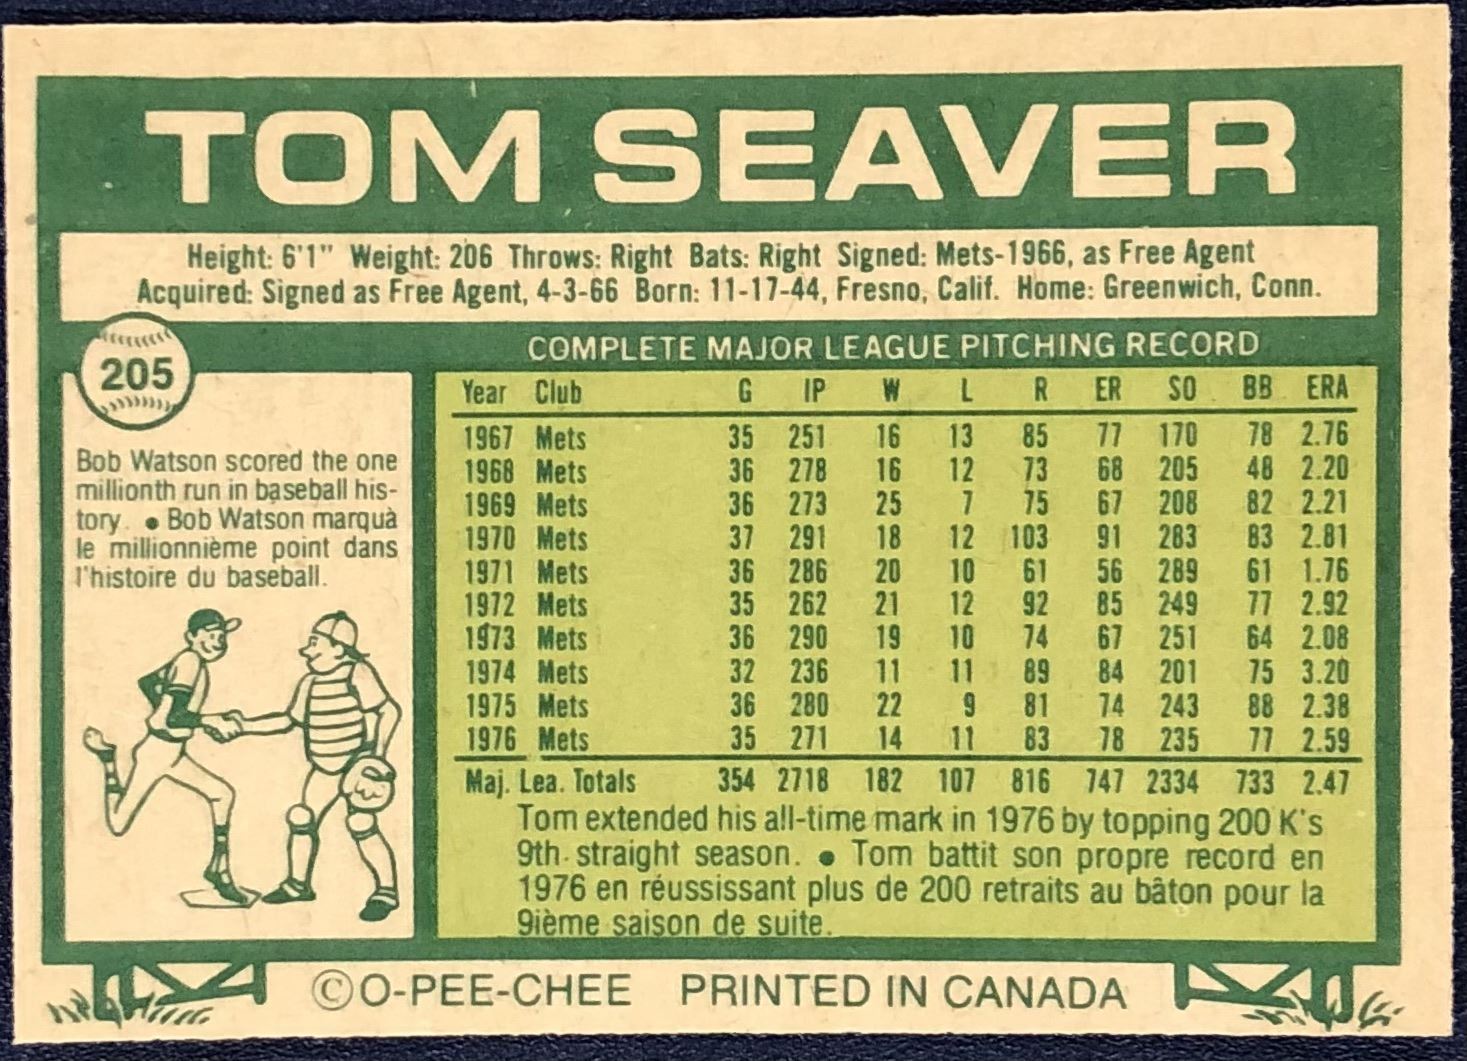 TOM SEAVER
Height: 6'1" Weight: 206 Throws: Right Bats: Right Signed: Mets-1966, as Free Agent
Acquired: Signed as Free Agent, 4-3-66 Born: 11-17-44, Fresno, Calif. Home: Greenwich, Conn.
205
Bob Watson scored the one
millionth run in baseball his-
tory. • Bob Watson marquà
le millionnième point dans
l'histoire du baseball.
COMPLETE MAJOR LEAGUE PITCHING RECORD
Year Club G IP W L R ER SO BB ERA
1967 Mets 35 251 16 13 85 77 170 78 2.76
1968 Mets 36 278 16 12 73 68 205 48 2.20
1969 Mets 36 273 25 7 75 67 208 82 2.21
1970 Mets 37 291 18 12 103 91 283 83 2.81
1971 Mets 36 286 20 10 61 56 289 61 1.76
1972 Mets 35 262 21 12 92 85 249 77 2.92
1973 Mets 36 290 19 10 74 67 251 64 2.08
1974 Mets 32 236 11 11 89 84 201 75 3.20
1975 Mets 36 280 22 9 81 74 243 88 2.38
1976 Mets 35 271 14 11 83 78 235 77 2.59
Maj. Lea. Totals 354 2718 182 107 816 747 2334 733 2.47
Tom extended his all-time mark in 1976 by topping 200 K's
9th straight season. • Tom battit son propre record en
1976 en réussissant plus de 200 retraits au bâton pour la
9ième saison de suite.
©O-PEE-CHEE PRINTED IN CANADA